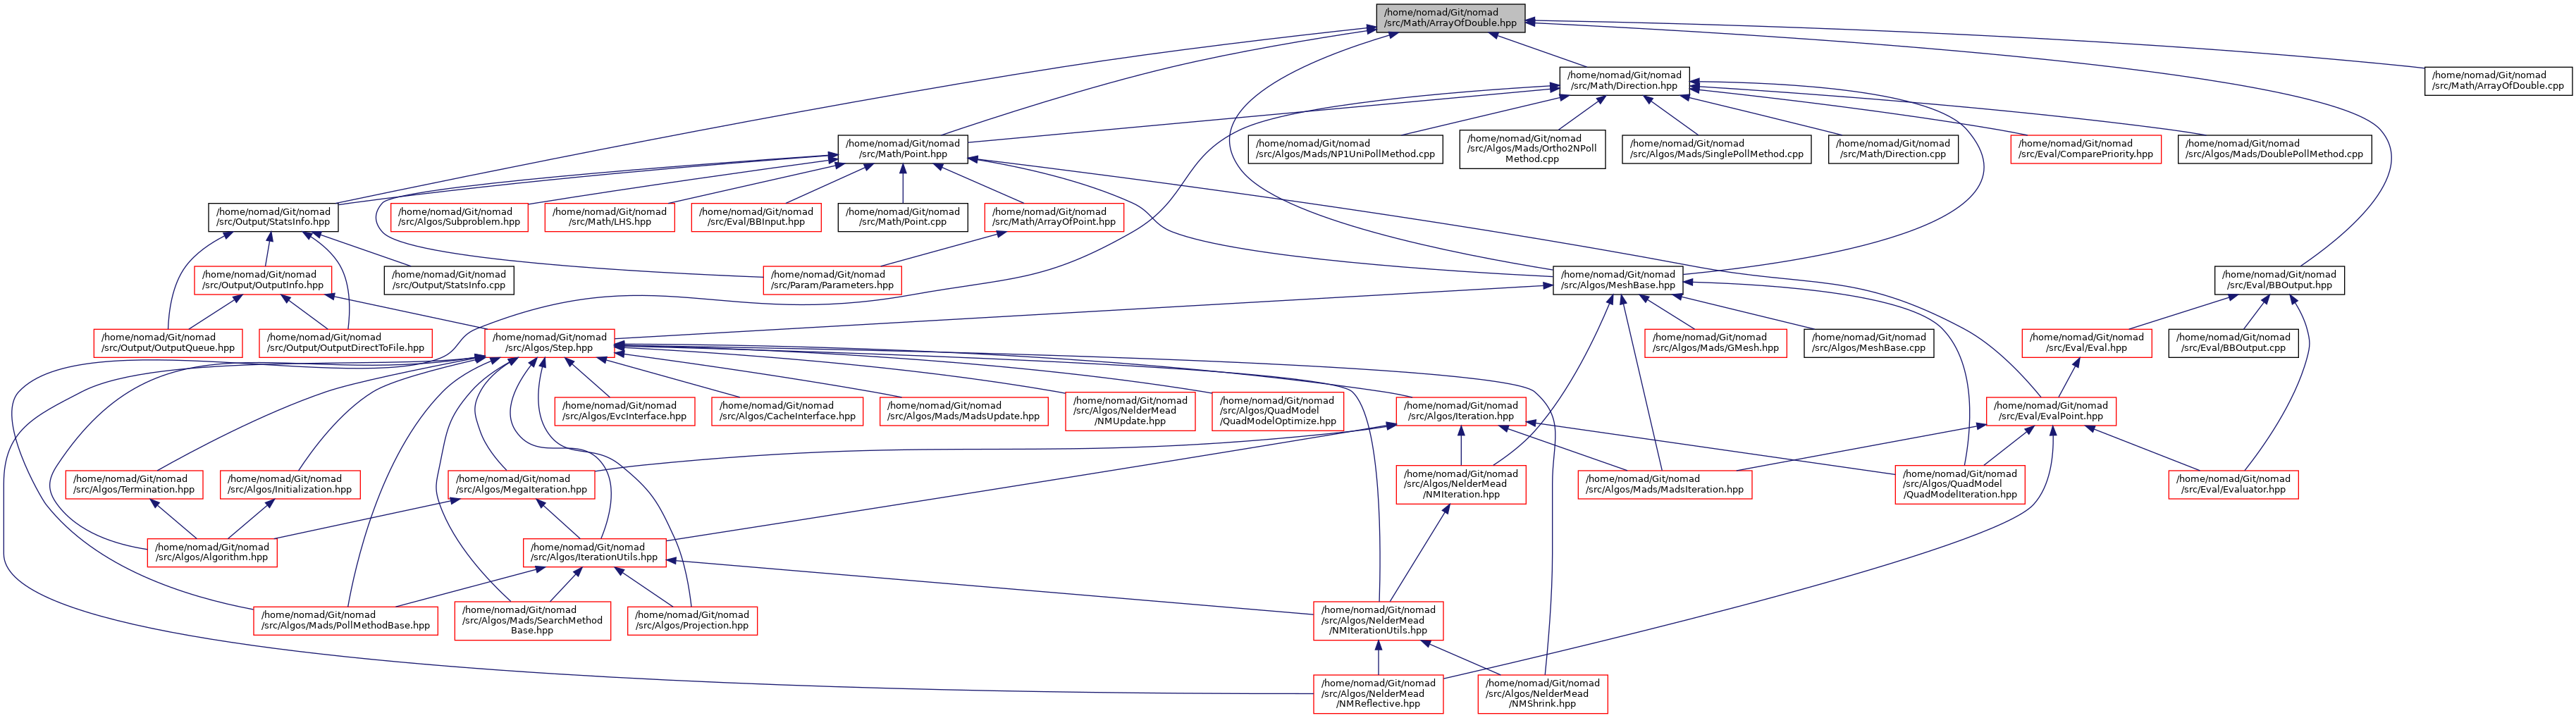 /home/nomad/Git/nomad
/src/Math/ArrayOfDouble.hpp
/home/nomad/Git/nomad
/src/Math/Direction.hpp
/home/nomad/Git/nomad
/src/Math/ArrayOfDouble.cpp
/home/nomad/Git/nomad
/src/Math/Point.hpp
/home/nomad/Git/nomad
/src/Algos/Mads/NP1UniPollMethod.cpp
/home/nomad/Git/nomad
/src/Algos/Mads/Ortho2NPoll
Method.cpp
/home/nomad/Git/nomad
/src/Algos/Mads/SinglePollMethod.cpp
/home/nomad/Git/nomad
/src/Math/Direction.cpp
/home/nomad/Git/nomad
/src/Eval/ComparePriority.hpp
/home/nomad/Git/nomad
/src/Algos/Mads/DoublePollMethod.cpp
/home/nomad/Git/nomad
/src/Output/StatsInfo.hpp
/home/nomad/Git/nomad
/src/Algos/Subproblem.hpp
/home/nomad/Git/nomad
/src/Math/LHS.hpp
/home/nomad/Git/nomad
/src/Eval/BBInput.hpp
/home/nomad/Git/nomad
/src/Math/Point.cpp
/home/nomad/Git/nomad
/src/Math/ArrayOfPoint.hpp
/home/nomad/Git/nomad
/src/Output/OutputInfo.hpp
/home/nomad/Git/nomad
/src/Output/StatsInfo.cpp
/home/nomad/Git/nomad
/src/Param/Parameters.hpp
/home/nomad/Git/nomad
/src/Algos/MeshBase.hpp
/home/nomad/Git/nomad
/src/Eval/BBOutput.hpp
/home/nomad/Git/nomad
/src/Output/OutputQueue.hpp
/home/nomad/Git/nomad
/src/Output/OutputDirectToFile.hpp
/home/nomad/Git/nomad
/src/Algos/Step.hpp
/home/nomad/Git/nomad
/src/Algos/Mads/GMesh.hpp
/home/nomad/Git/nomad
/src/Algos/MeshBase.cpp
/home/nomad/Git/nomad
/src/Eval/Eval.hpp
/home/nomad/Git/nomad
/src/Eval/BBOutput.cpp
/home/nomad/Git/nomad
/src/Algos/EvcInterface.hpp
/home/nomad/Git/nomad
/src/Algos/CacheInterface.hpp
/home/nomad/Git/nomad
/src/Algos/Mads/MadsUpdate.hpp
/home/nomad/Git/nomad
/src/Algos/NelderMead
/NMUpdate.hpp
/home/nomad/Git/nomad
/src/Algos/QuadModel
/QuadModelOptimize.hpp
/home/nomad/Git/nomad
/src/Algos/Iteration.hpp
/home/nomad/Git/nomad
/src/Eval/EvalPoint.hpp
/home/nomad/Git/nomad
/src/Algos/Termination.hpp
/home/nomad/Git/nomad
/src/Algos/Initialization.hpp
/home/nomad/Git/nomad
/src/Algos/MegaIteration.hpp
/home/nomad/Git/nomad
/src/Algos/NelderMead
/NMIteration.hpp
/home/nomad/Git/nomad
/src/Algos/Mads/MadsIteration.hpp
/home/nomad/Git/nomad
/src/Algos/QuadModel
/QuadModelIteration.hpp
/home/nomad/Git/nomad
/src/Eval/Evaluator.hpp
/home/nomad/Git/nomad
/src/Algos/Algorithm.hpp
/home/nomad/Git/nomad
/src/Algos/IterationUtils.hpp
/home/nomad/Git/nomad
/src/Algos/Mads/PollMethodBase.hpp
/home/nomad/Git/nomad
/src/Algos/Mads/SearchMethod
Base.hpp
/home/nomad/Git/nomad
/src/Algos/Projection.hpp
/home/nomad/Git/nomad
/src/Algos/NelderMead
/NMIterationUtils.hpp
/home/nomad/Git/nomad
/src/Algos/NelderMead
/NMReflective.hpp
/home/nomad/Git/nomad
/src/Algos/NelderMead
/NMShrink.hpp